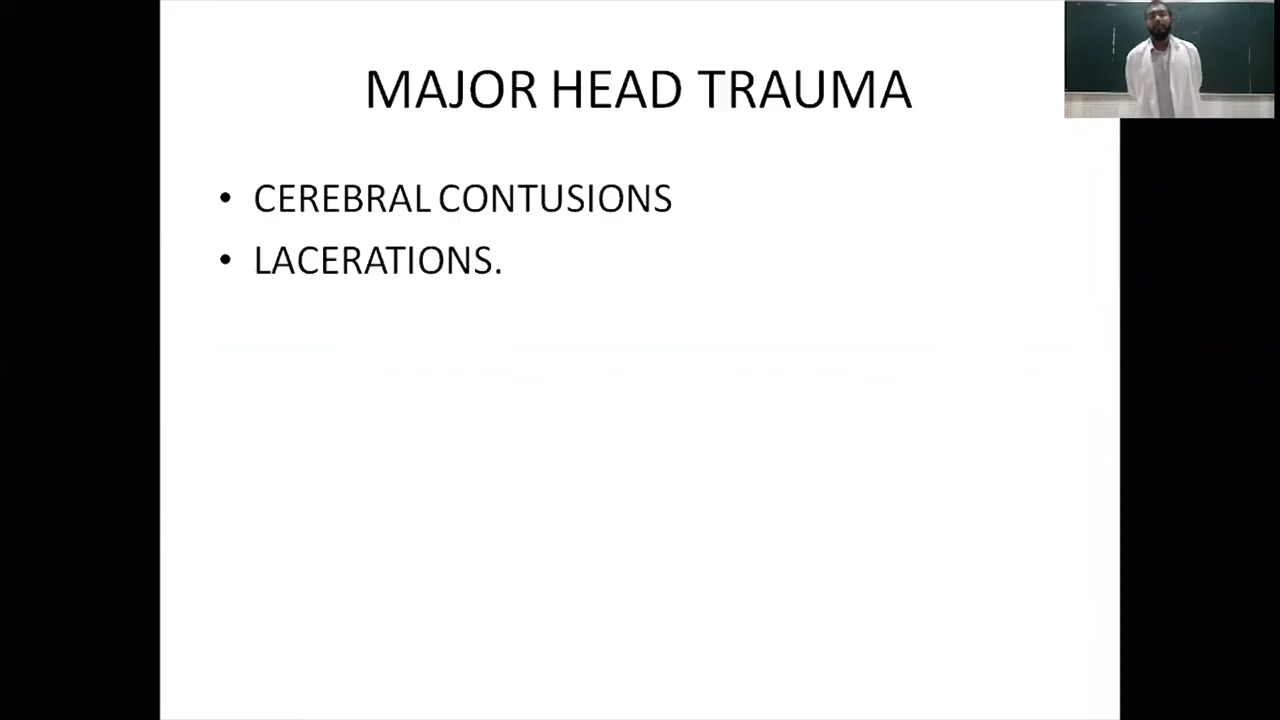 MAJOR HEAD TRAUMA
• CEREBRAL CONTUSIONS
• LACERATIONS.